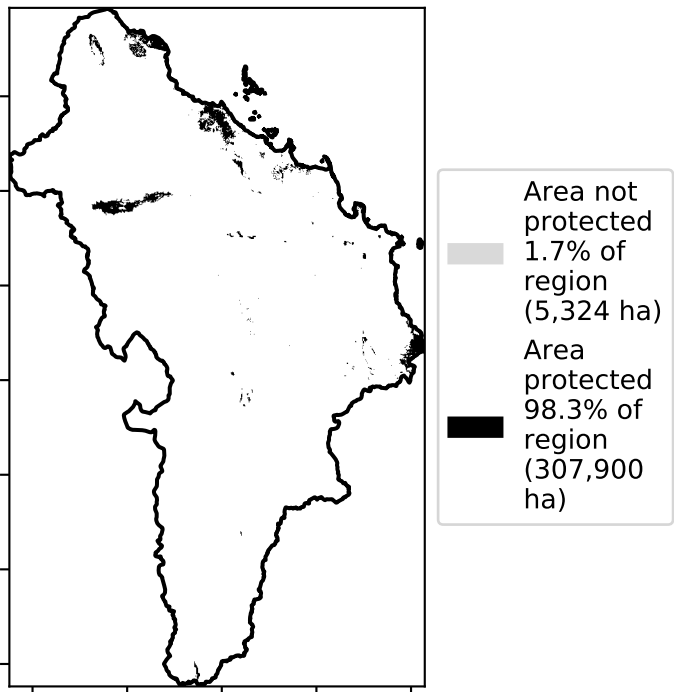 Area not
protected
1.7% of
region
(5,324 ha)
Area
protected
98.3% of
region
(307,900
ha)